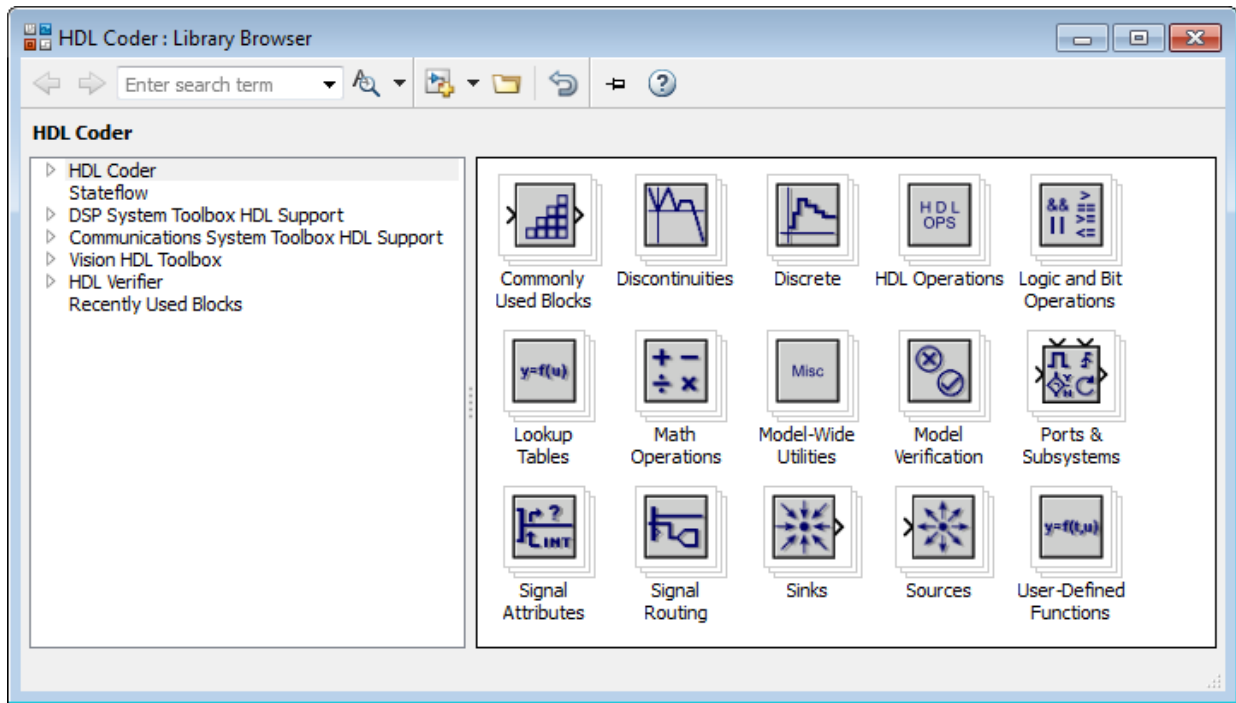 HDL Coder : Library Browser
Enter search term
HDL Coder
HDL Coder
Stateflow
DSP System Toolbox HDL Support
Communications System Toolbox HDL Support
Vision HDL Toolbox
HDL Verifier
Recently Used Blocks
Commonly
Used Blocks
Discontinuities
Discrete
HDL
OPS
HDL Operations
&& >
== 
|| >=
<=
Logic and Bit
Operations
y=f(u)
Lookup
Tables
+ −
÷ ×
Math
Operations
Misc
Model-Wide
Utilities
Model
Verification
Y
N
Ports &
Subsystems
?
INT
Signal
Attributes
Signal
Routing
Sinks
Sources
y=f(t,u)
User-Defined
Functions